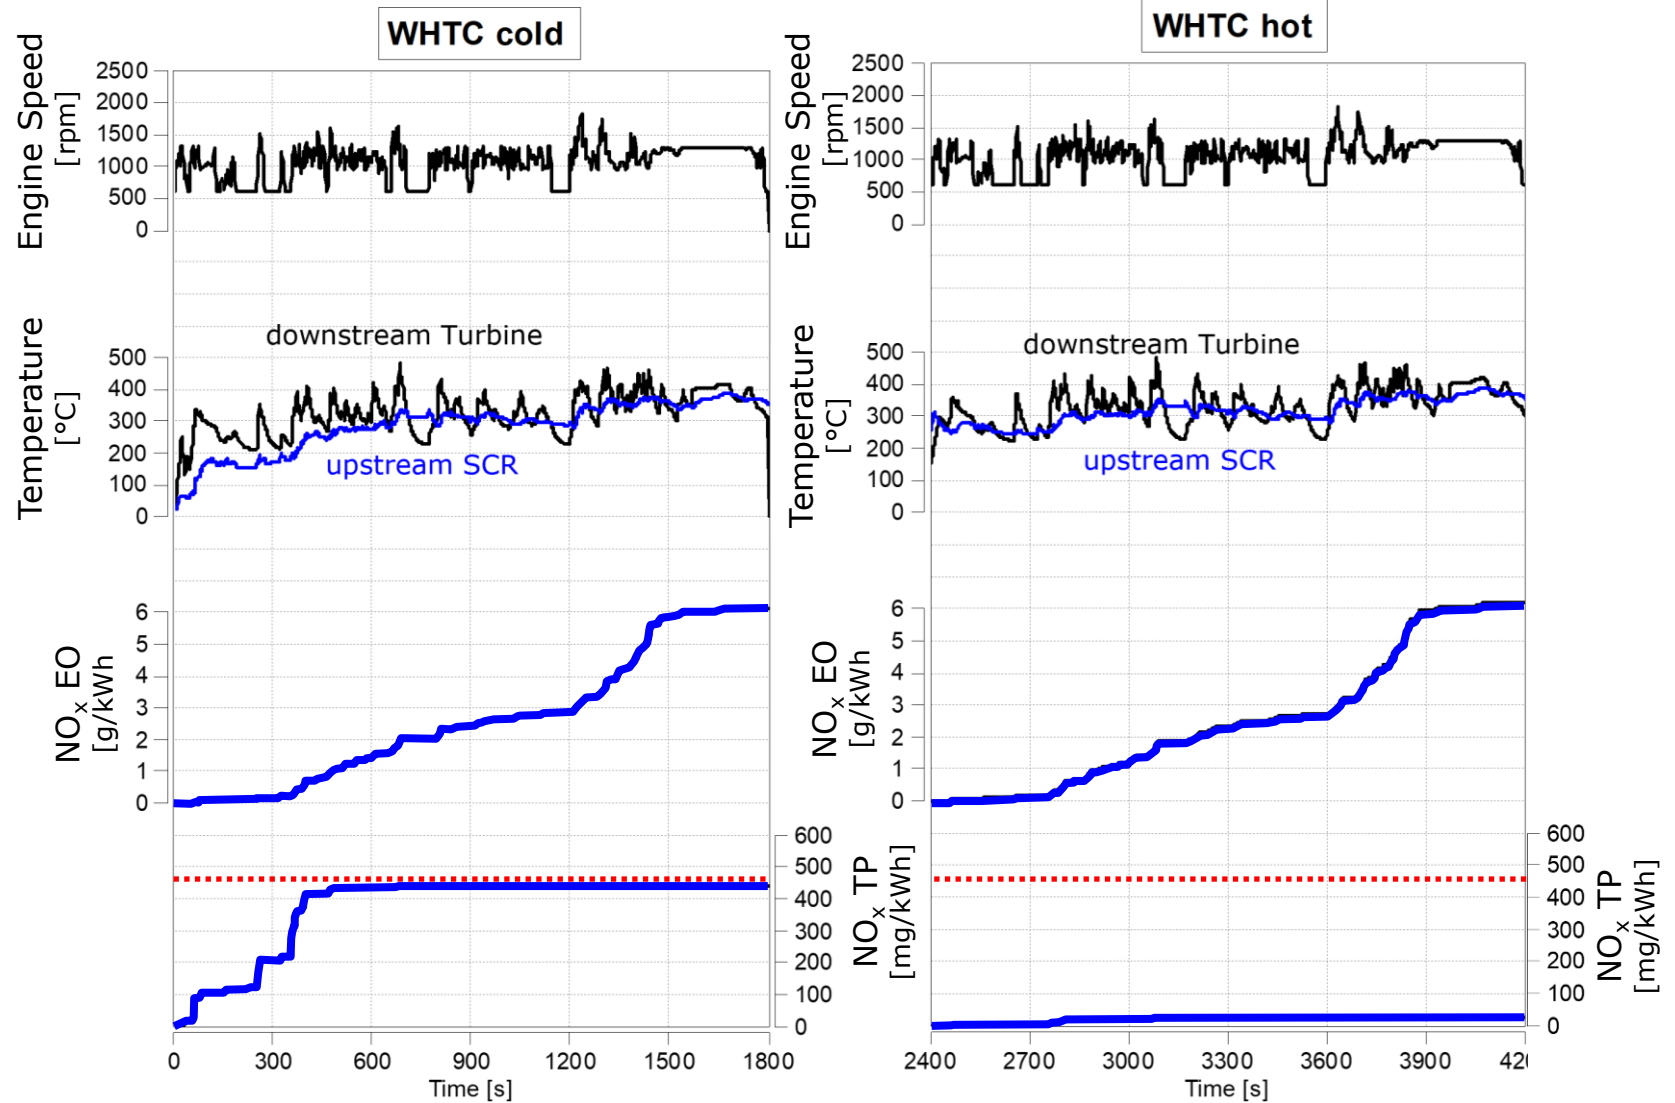 WHTC cold
WHTC hot
Engine Speed
[rpm]
2500
2000
1500
1000
500
0
Engine Speed
[rpm]
2500
2000
1500
1000
500
0
Temperature
[°C]
500
400
300
200
100
0
downstream Turbine
upstream SCR
Temperature
[°C]
500
400
300
200
100
0
downstream Turbine
upstream SCR
NOx EO
[g/kWh
6
5
4
3
2
1
0
NOx EO
[g/kWh
6
5
4
3
2
1
0
600
500
400
300
200
100
0
NOx TP
[mg/kWh]
600
500
400
300
200
100
0
NOx TP
[mg/kWh]
0 300 600 900 1200 1500 1800
Time [s]
2400 2700 3000 3300 3600 3900 420
Time [s]